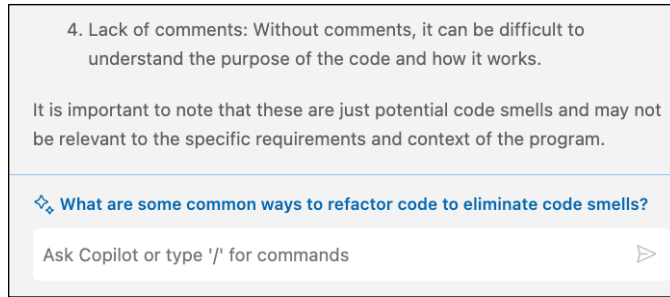 4. Lack of comments: Without comments, it can be difficult to
understand the purpose of the code and how it works.
It is important to note that these are just potential code smells and may not
be relevant to the specific requirements and context of the program.
What are some common ways to refactor code to eliminate code smells?
Ask Copilot or type '/' for commands